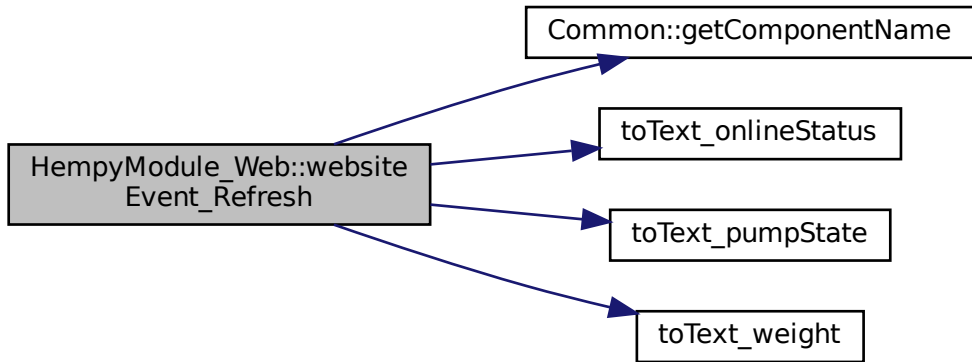 Common::getComponentName
toText_onlineStatus
HempyModule_Web::website
Event_Refresh
toText_pumpState
toText_weight